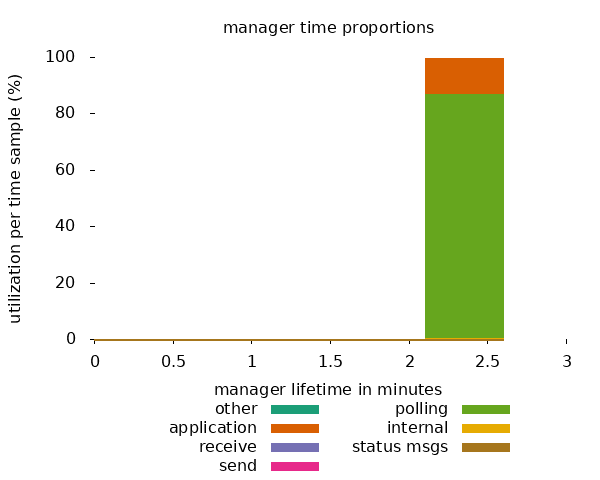 manager time proportions
utilization per time sample (%)
100
80
60
40
20
0
0 0.5 1 1.5 2 2.5 3
manager lifetime in minutes
other polling
application internal
receive status msgs
send